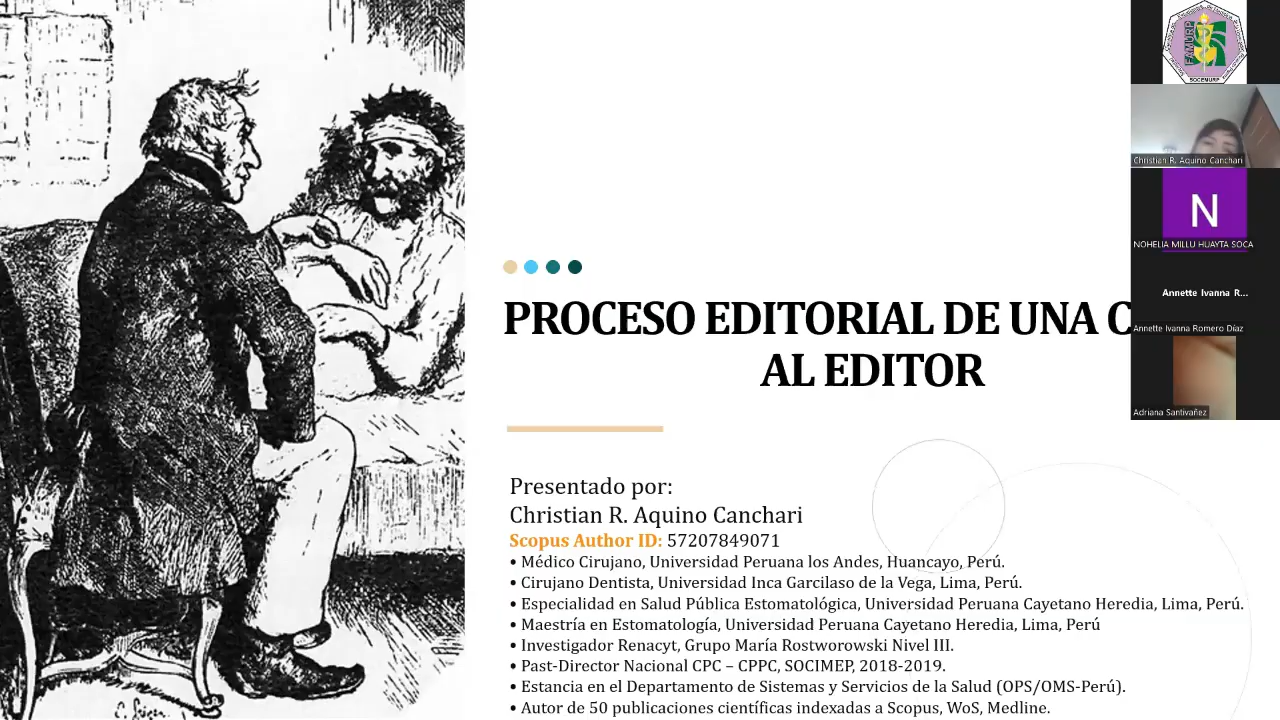 PROCESO EDITORIAL DE UNA C
AL EDITOR
Presentado por:
Christian R. Aquino Canchari
Scopus Author ID: 57207849071
• Médico Cirujano, Universidad Peruana los Andes, Huancayo, Perú.
• Cirujano Dentista, Universidad Inca Garcilaso de la Vega, Lima, Perú.
• Especialidad en Salud Pública Estomatológica, Universidad Peruana Cayetano Heredia, Lima, Perú.
• Maestría en Estomatología, Universidad Peruana Cayetano Heredia, Lima, Perú
• Investigador Renacyt, Grupo María Rostworowski Nivel III.
• Past-Director Nacional CPC – CPPC, SOCIMEP, 2018-2019.
• Estancia en el Departamento de Sistemas y Servicios de la Salud (OPS/OMS-Perú).
• Autor de 50 publicaciones científicas indexadas a Scopus, WoS, Medline.
SOCEMURP
Christian R. Aquino Canchari
N
NOHELIA MILLU HUAYTA SOCA
Annette Ivanna R...
Annette Ivanna Romero Díaz
Adriana Santivañez